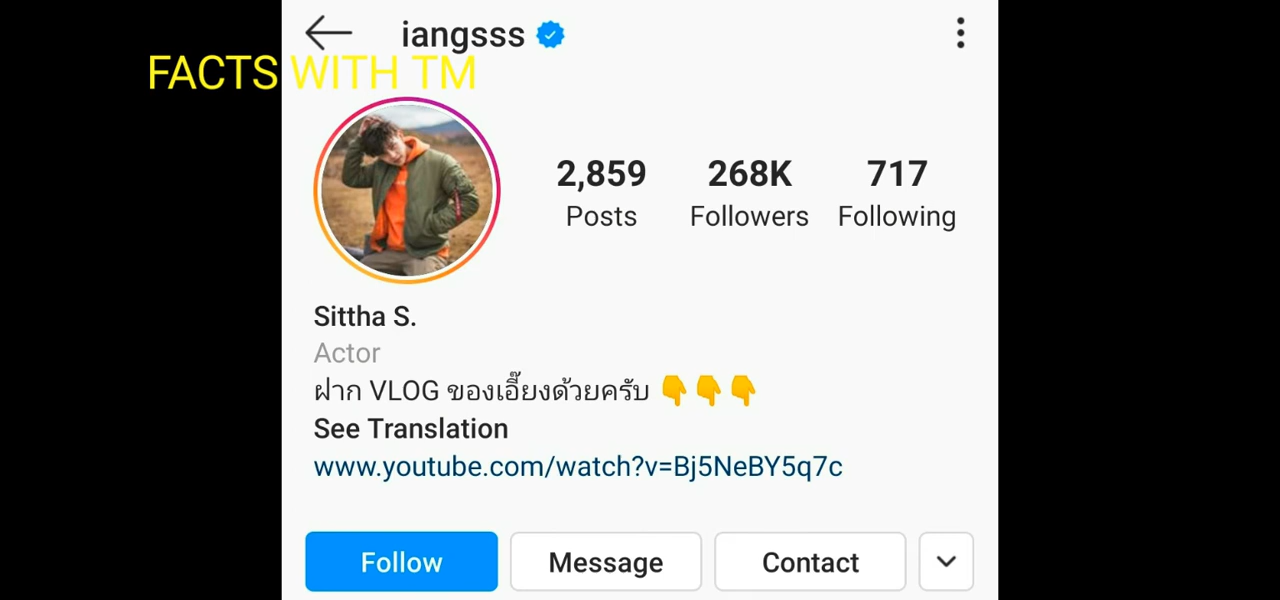 iangsss
FACTS WITH TM
2,859 268K 717
Posts Followers Following
Sittha S.
Actor
ฝาก VLOG ของเอี๊ยงด้วยครับ 👇👇👇
See Translation
www.youtube.com/watch?v=Bj5NeBY5q7c
Follow Message Contact